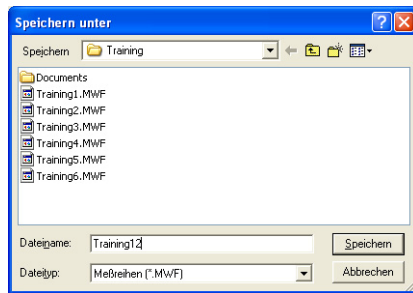 Speichern unter
Speichern Training
Documents
Training1.MWF
Training2.MWF
Training3.MWF
Training4.MWF
Training5.MWF
Training6.MWF
Dateiname: Training12 Speichern
Dateityp: Meßreihen (*.MWF) Abbrechen